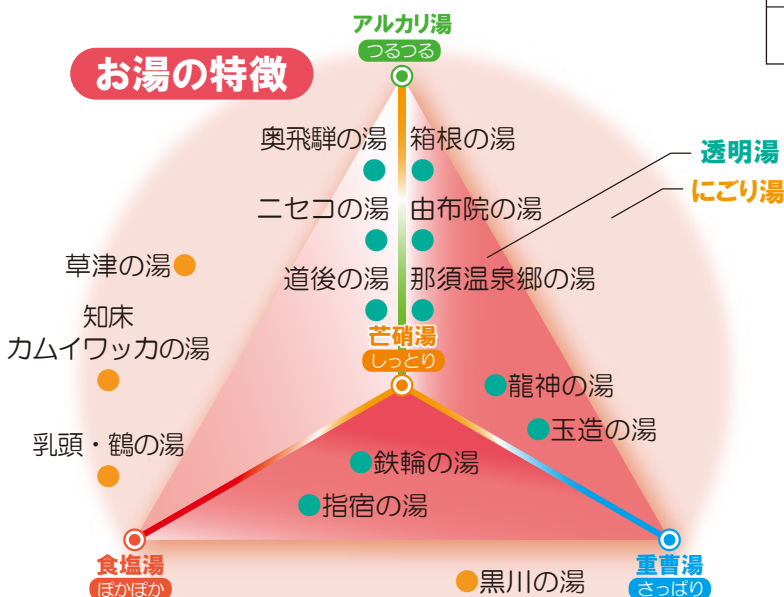 アルカリ湯
つるつる
お湯の特徴
奥飛騨の湯
箱根の湯
透明湯
にごり湯
ニセコの湯
由布院の湯
草津の湯
道後の湯
那須温泉郷の湯
知床
カムイワッカの湯
芒硝湯
しっとり
龍神の湯
玉造の湯
乳頭・鶴の湯
鉄輪の湯
指宿の湯
食塩湯
ぽかぽか
重曹湯
さっぱり
黒川の湯